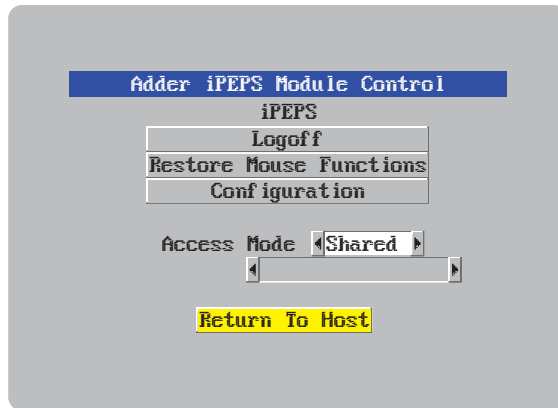 Adder iPEPS Module Control
iPEPS
Logoff
Restore Mouse Functions
Configuration
Access Mode Shared
Return To Host